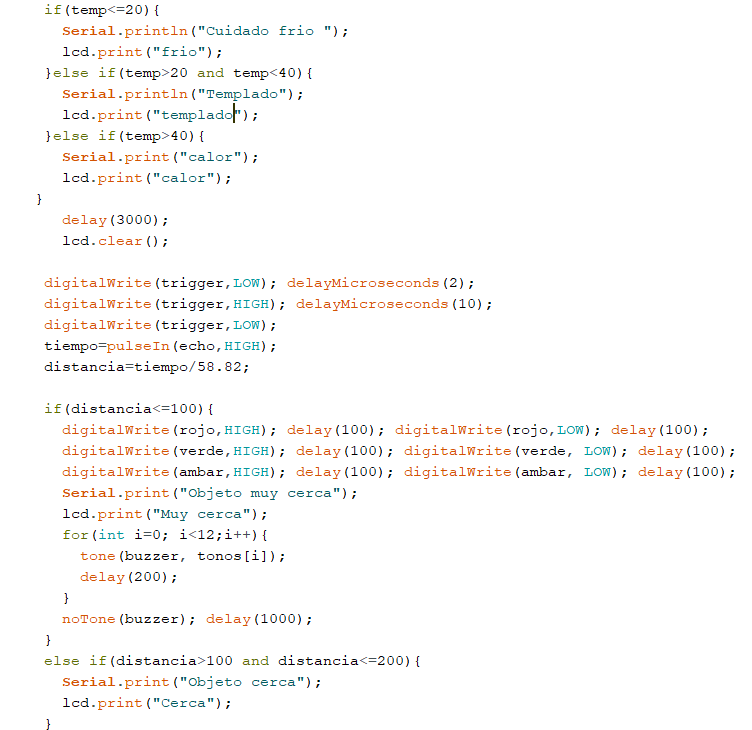 if(temp<=20){
Serial.println("Cuidado frio ");
lcd.print("frio");
}else if(temp>20 and temp<40){
Serial.println("Templado");
lcd.print("templado");
}else if(temp>40){
Serial.print("calor");
lcd.print("calor");
}
delay(3000);
lcd.clear();
digitalWrite(trigger,LOW); delayMicroseconds(2);
digitalWrite(trigger,HIGH); delayMicroseconds(10);
digitalWrite(trigger,LOW);
tiempo=pulseIn(echo,HIGH);
distancia=tiempo/58.82;
if(distancia<=100){
digitalWrite(rojo,HIGH); delay(100); digitalWrite(rojo,LOW); delay(100);
digitalWrite(verde,HIGH); delay(100); digitalWrite(verde, LOW); delay(100);
digitalWrite(ambar,HIGH); delay(100); digitalWrite(ambar, LOW); delay(100);
Serial.print("Objeto muy cerca");
lcd.print("Muy cerca");
for(int i=0; i<12;i++){
tone(buzzer, tonos[i]);
delay(200);
}
noTone(buzzer); delay(1000);
}
else if(distancia>100 and distancia<=200){
Serial.print("Objeto cerca");
lcd.print("Cerca");
}